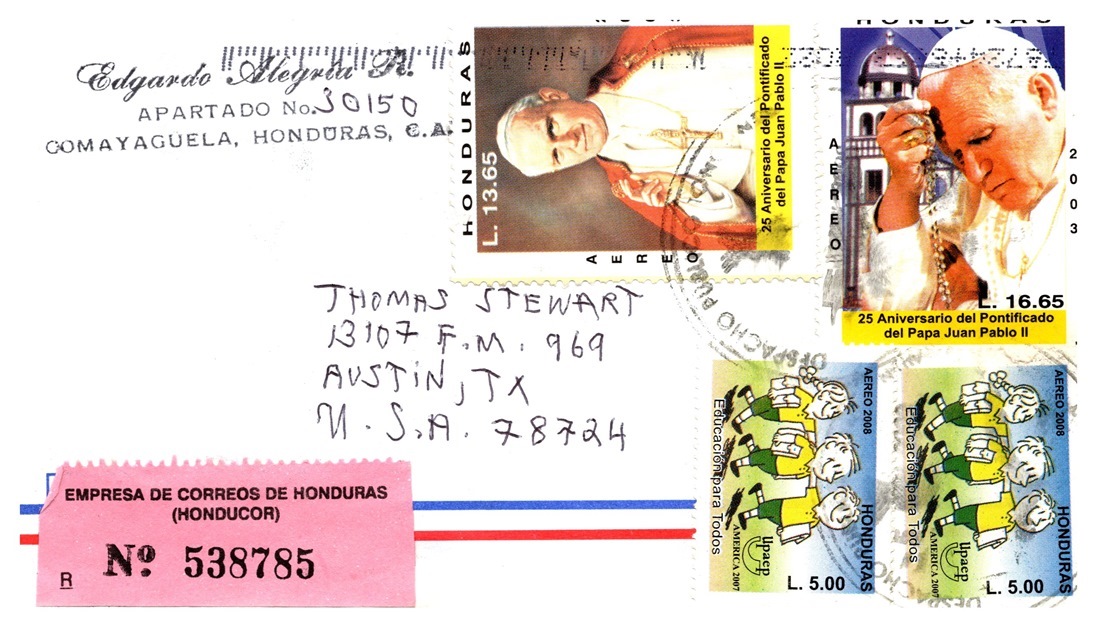 Edgardo Alegria R.
APARTADO No. 30150
COMAYAGUELA, HONDURAS, C.A.
HONDURAS
L. 13.65
AEREO
25 Aniversario del Pontificado
del Papa Juan Pablo II
HONDURAS
AEREO
2003
L. 16.65
25 Aniversario del Pontificado
del Papa Juan Pablo II
DESPACHO PUBLICO
THOMAS STEWART
13107 F.M. 969
AUSTIN, TX
U.S.A. 78724
EMPRESA DE CORREOS DE HONDURAS
(HONDUCOR)
R
Nº 538785
AEREO 2008
HONDURAS
Educación para Todos
upaep
AMERICA 2007
L. 5.00
AEREO 2008
HONDURAS
Educación para Todos
upaep
AMERICA 2007
L. 5.00
DESPACHO